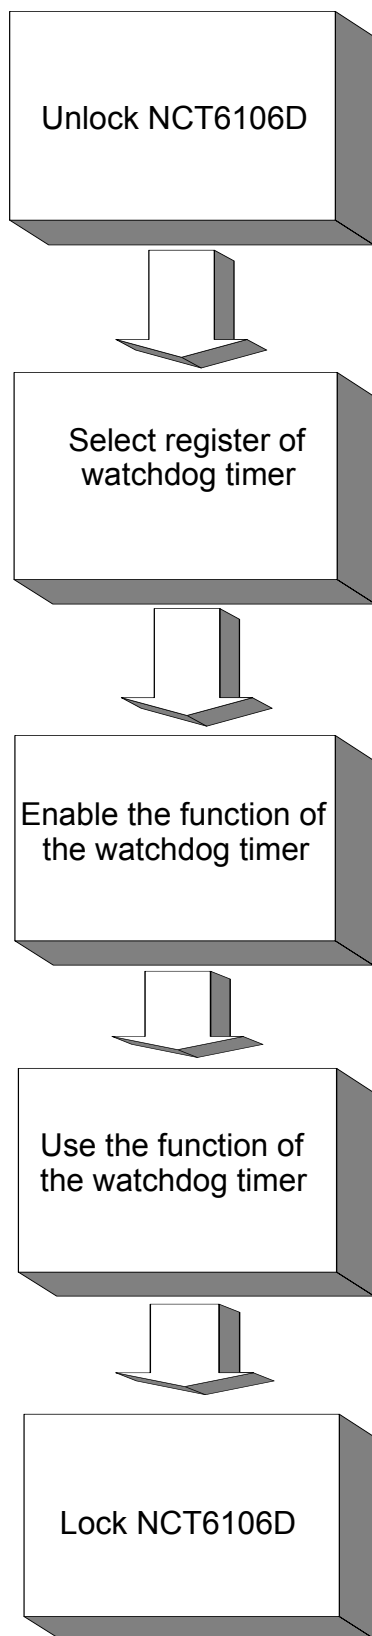 Unlock NCT6106D
Select register of
watchdog timer
Enable the function of
the watchdog timer
Use the function of
the watchdog timer
Lock NCT6106D